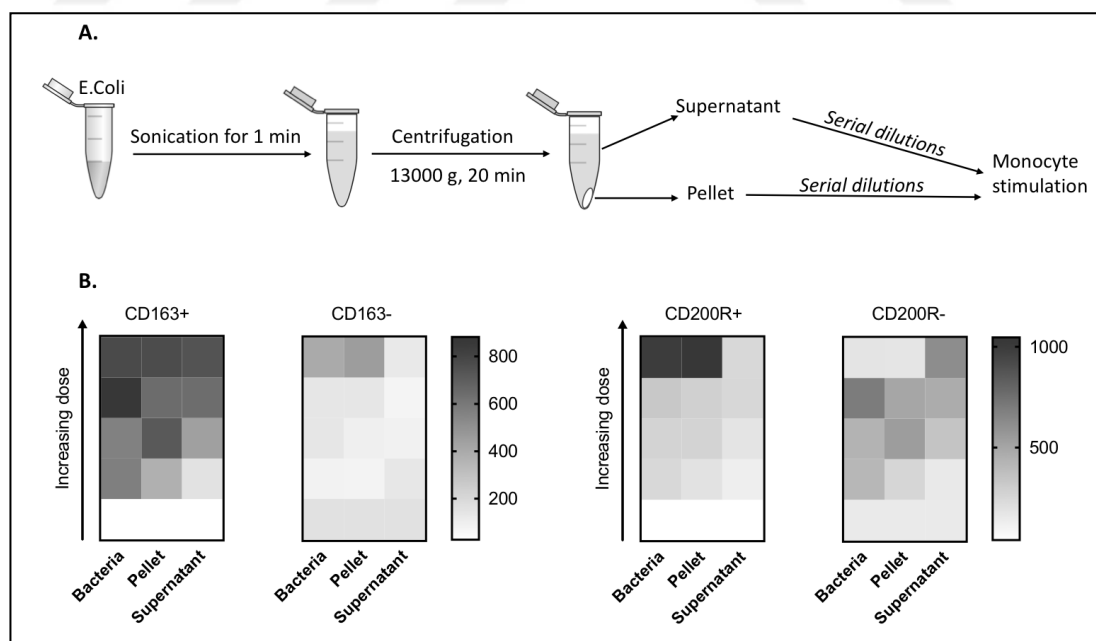 A.
E.Coli
Sonication for 1 min
Centrifugation
13000 g, 20 min
Supernatant
Pellet
Serial dilutions
Serial dilutions
Monocyte
stimulation
B.
CD163+
CD163-
Increasing dose
800
600
400
200
Bacteria
Pellet
Supernatant
Bacteria
Pellet
Supernatant
CD200R+
CD200R-
Increasing dose
1000
500
Bacteria
Pellet
Supernatant
Bacteria
Pellet
Supernatant